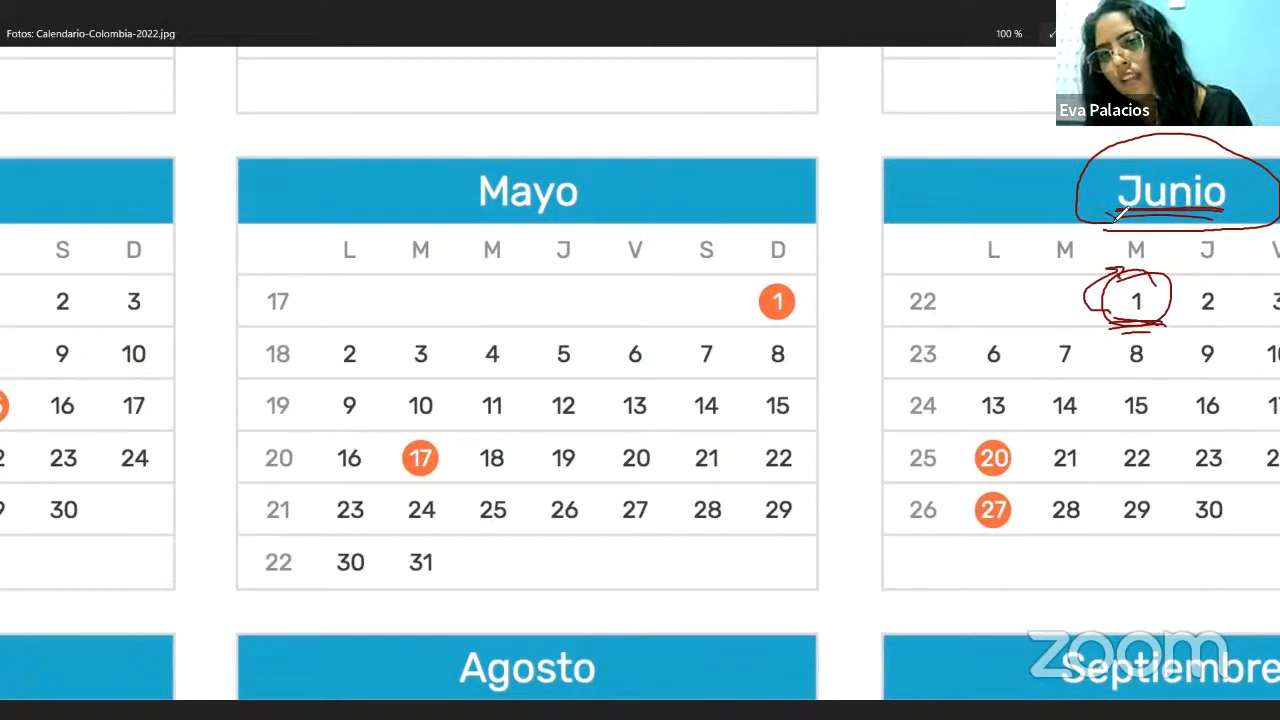 Fotos: Calendario-Colombia-2022.jpg
100 %
Eva Palacios
Mayo
Junio
S D
L M M J V S D
L M M J
2 3
17 1
22 1 2 3
9 10
18 2 3 4 5 6 7 8
23 6 7 8 9
16 17
19 9 10 11 12 13 14 15
24 13 14 15 16
23 24
20 16 17 18 19 20 21 22
25 20 21 22 23
30
21 23 24 25 26 27 28 29
26 27 28 29 30
22 30 31
Agosto
Septiembre
zoom